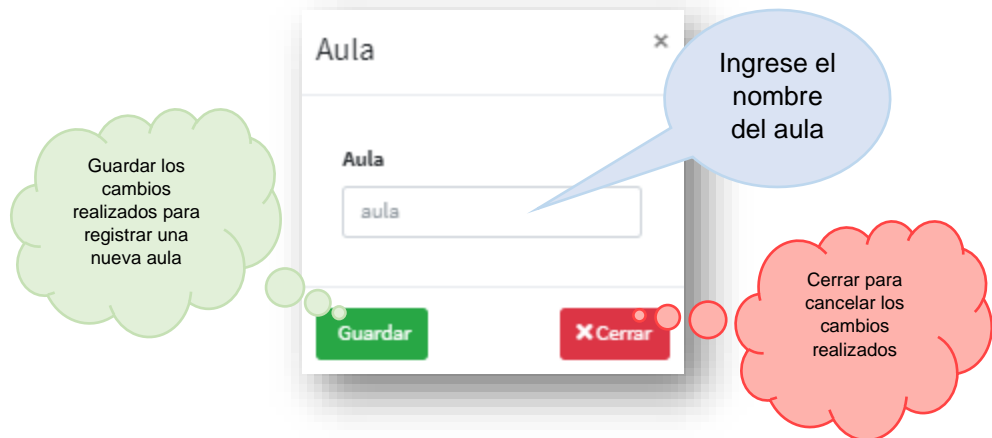 Aula
×
Ingrese el
nombre
del aula
Guardar los
cambios
realizados para
registrar una
nueva aula
Aula
aula
Cerrar para
cancelar los
cambios
realizados
Guardar
×Cerrar